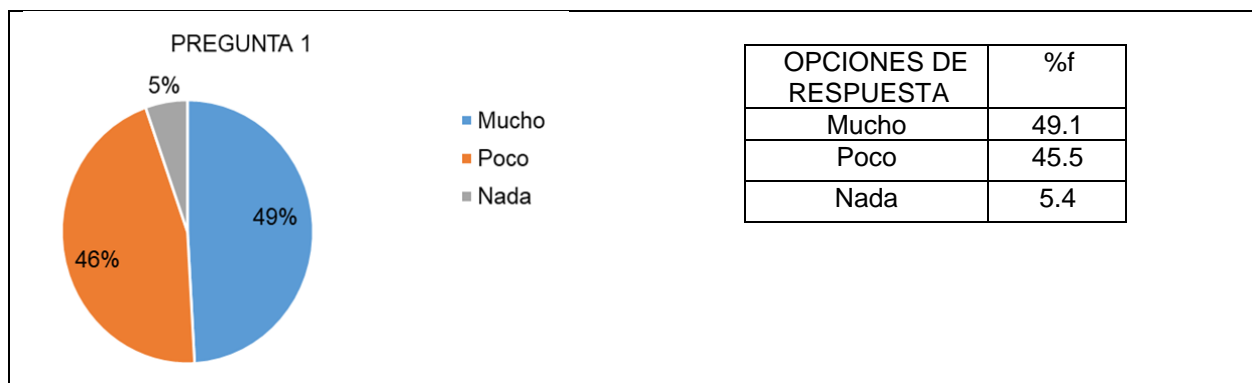 PREGUNTA 1
5%
49%
46%
Mucho
Poco
Nada
OPCIONES DE %f
RESPUESTA
Mucho 49.1
Poco 45.5
Nada 5.4